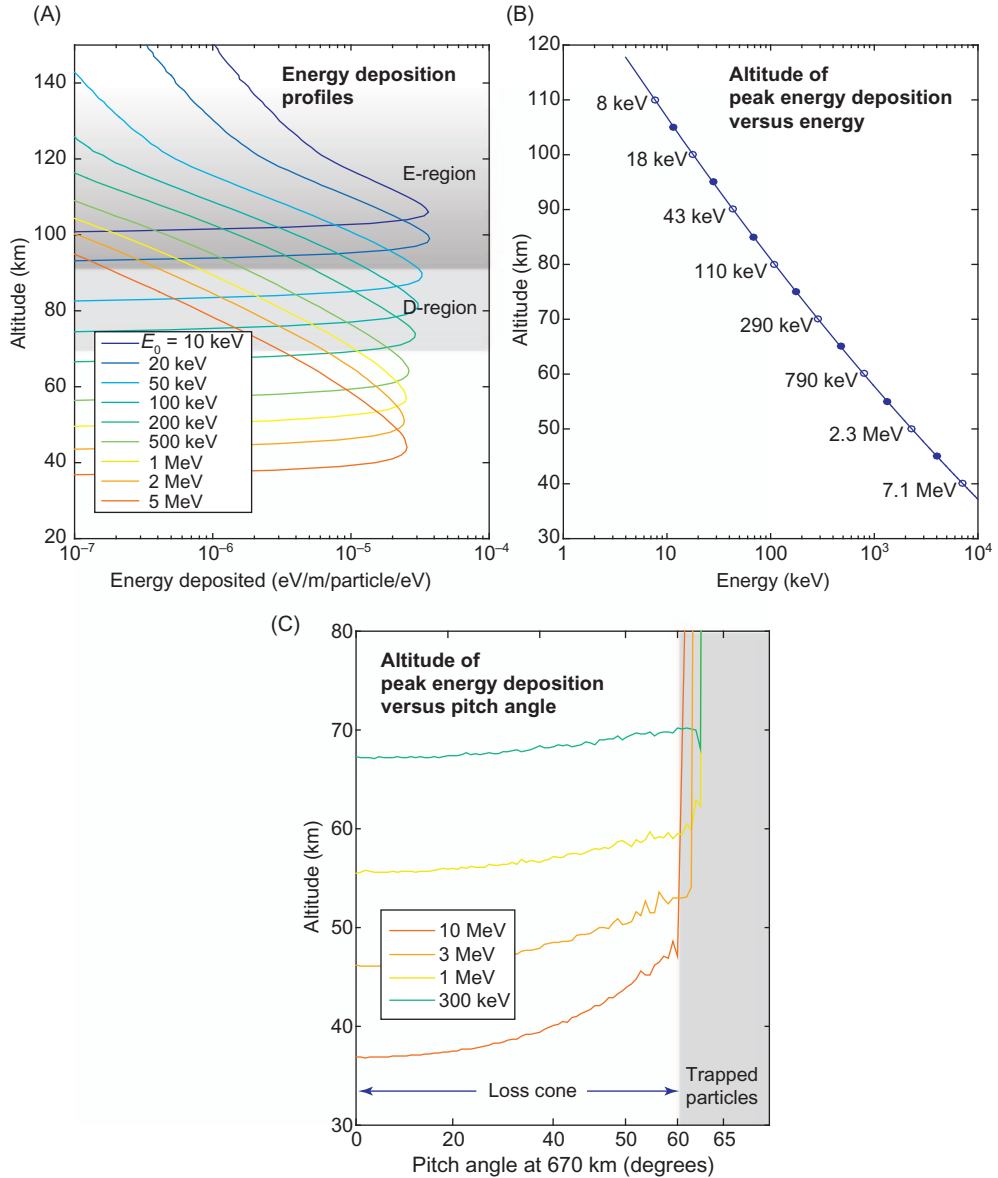 (A)
Energy deposition
profiles
E-region
D-region
E0 = 10 keV
20 keV
50 keV
100 keV
200 keV
500 keV
1 MeV
2 MeV
5 MeV
Altitude (km)
140
120
100
80
60
40
20
10−7
10−6
10−5
10−4
Energy deposited (eV/m/particle/eV)
(B)
Altitude of
peak energy deposition
versus energy
8 keV
18 keV
43 keV
110 keV
290 keV
790 keV
2.3 MeV
7.1 MeV
Altitude (km)
120
110
100
90
80
70
60
50
40
30
1
10
100
103
104
Energy (keV)
(C)
Altitude of
peak energy deposition
versus pitch angle
10 MeV
3 MeV
1 MeV
300 keV
Loss cone
Trapped
particles
Altitude (km)
80
70
60
50
40
30
0
20
40
50
60
65
Pitch angle at 670 km (degrees)